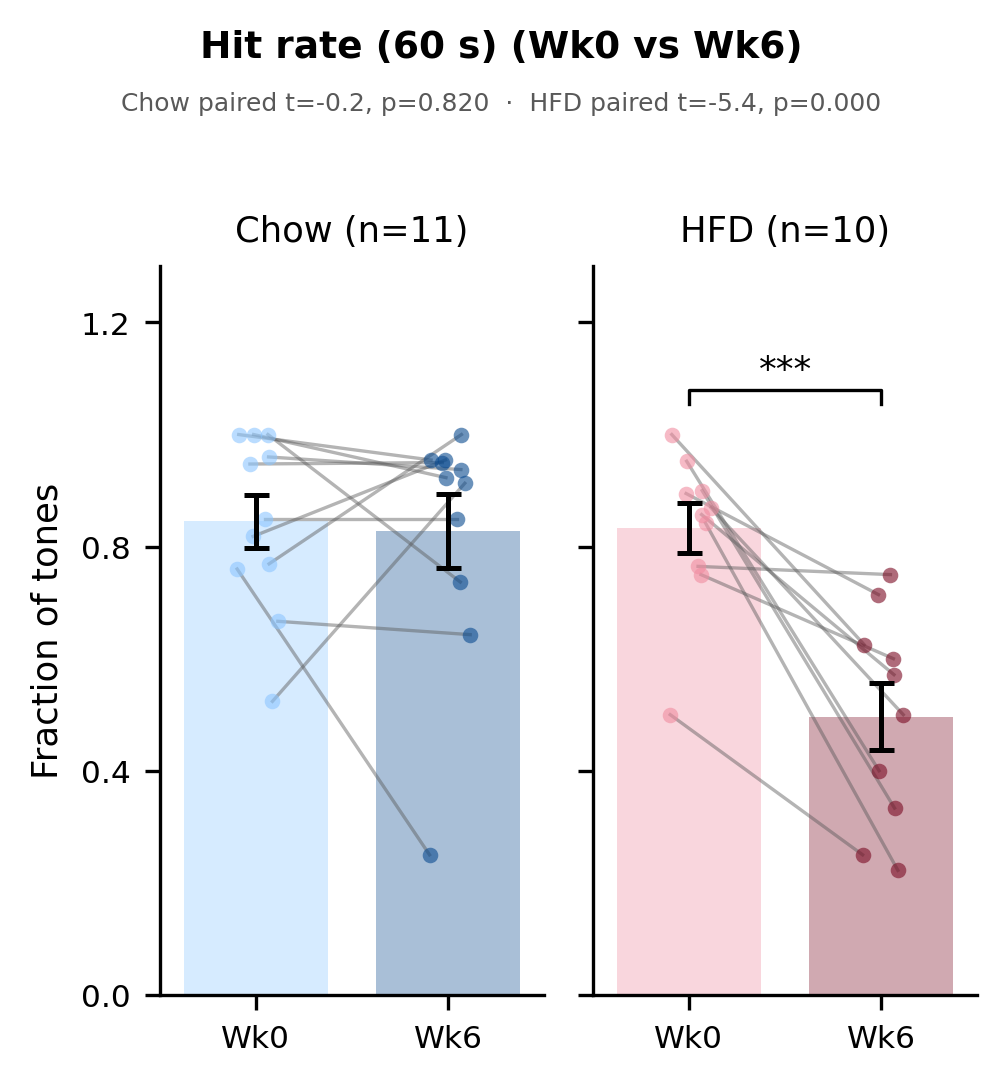 Hit rate (60 s) (Wk0 vs Wk6)
Chow paired t=-0.2, p=0.820 · HFD paired t=-5.4, p=0.000
Chow (n=11)
HFD (n=10)
Fraction of tones
1.2
0.8
0.4
0.0
***
Wk0
Wk6
Wk0
Wk6